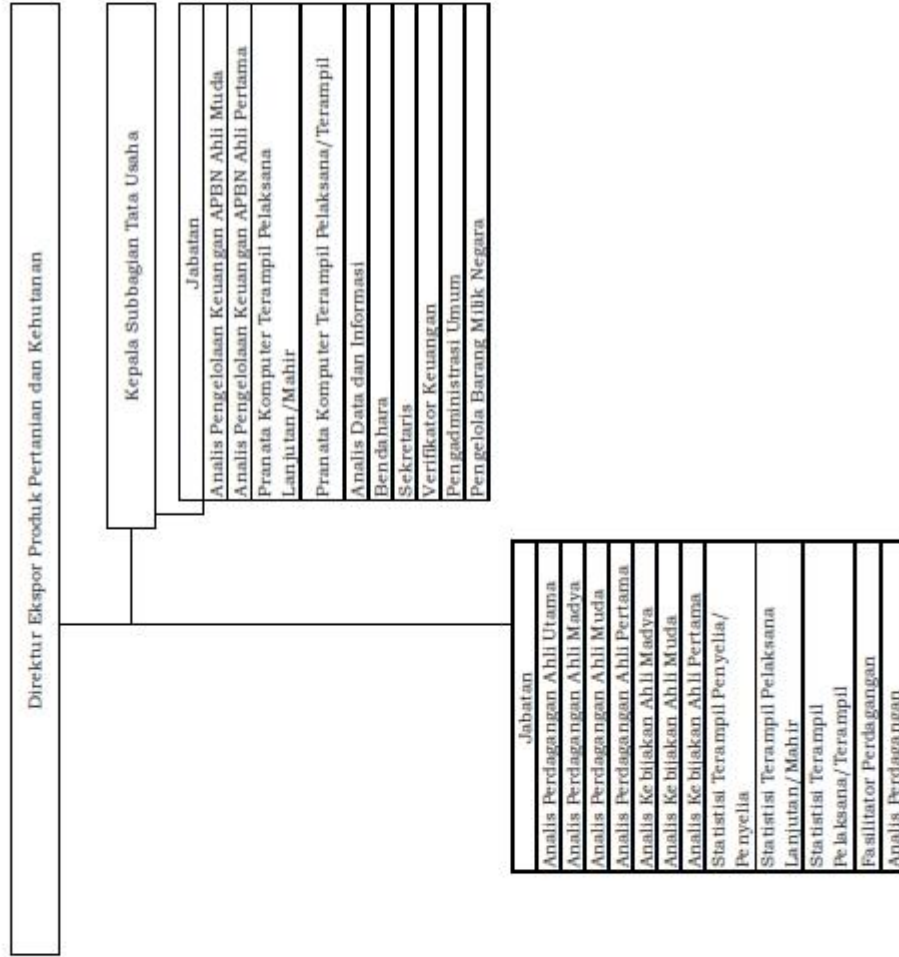 Direktur Ekspor Produk Pertanian dan Kehutanan
Kepala Subbagian Tata Usaha
Jabatan
Analis Pengelolaan Keuangan APBN Ahli Muda
Analis Pengelolaan Keuangan APBN Ahli Pertama
Pranata Komputer Terampil Pelaksana
Lanjutan/Mahir
Pranata Komputer Terampil Pelaksana/Terampil
Analis Data dan Informasi
Bendahara
Sekretaris
Verifikator Keuangan
Pengadministrasi Umum
Pengelola Barang Milik Negara
Jabatan
Analis Perdagangan Ahli Utama
Analis Perdagangan Ahli Madya
Analis Perdagangan Ahli Muda
Analis Perdagangan Ahli Pertama
Analis Kebijakan Ahli Madya
Analis Kebijakan Ahli Muda
Analis Kebijakan Ahli Pertama
Statistisi Terampil Penyelia/
Penyelia
Statistisi Terampil Pelaksana
Lanjutan/Mahir
Statistisi Terampil
Pelaksana/Terampil
Fasilitator Perdagangan
Analis Perdagangan